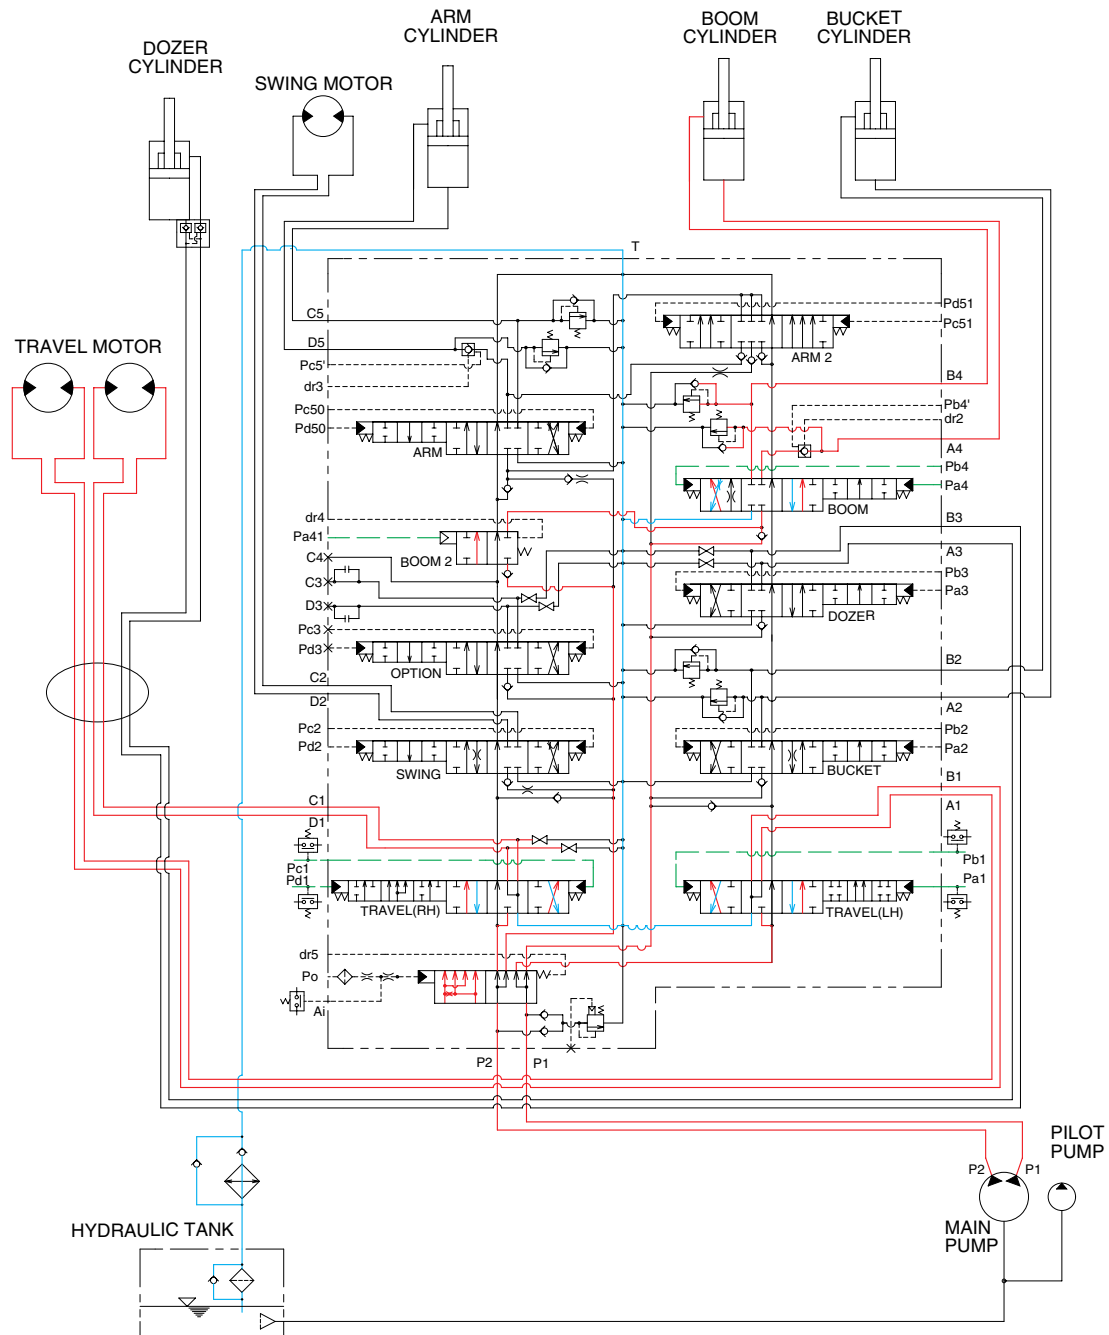 ARM
CYLINDER
BOOM
CYLINDER
BUCKET
CYLINDER
DOZER
CYLINDER
SWING MOTOR
TRAVEL MOTOR
T
C5
D5
Pc5'
dr3
Pc50
Pd50
ARM
Pd51
Pc51
ARM 2
B4
Pb4'
dr2
A4
Pb4
Pa4
BOOM
dr4
Pa41
BOOM 2
C4
C3
D3
Pc3
Pd3
OPTION
B3
A3
Pb3
Pa3
DOZER
C2
D2
Pc2
Pd2
SWING
B2
A2
Pb2
Pa2
BUCKET
C1
D1
Pc1
Pd1
TRAVEL(RH)
B1
A1
Pb1
Pa1
TRAVEL(LH)
dr5
Po
Ai
P2
P1
P2
P1
PILOT
PUMP
MAIN
PUMP
HYDRAULIC TANK